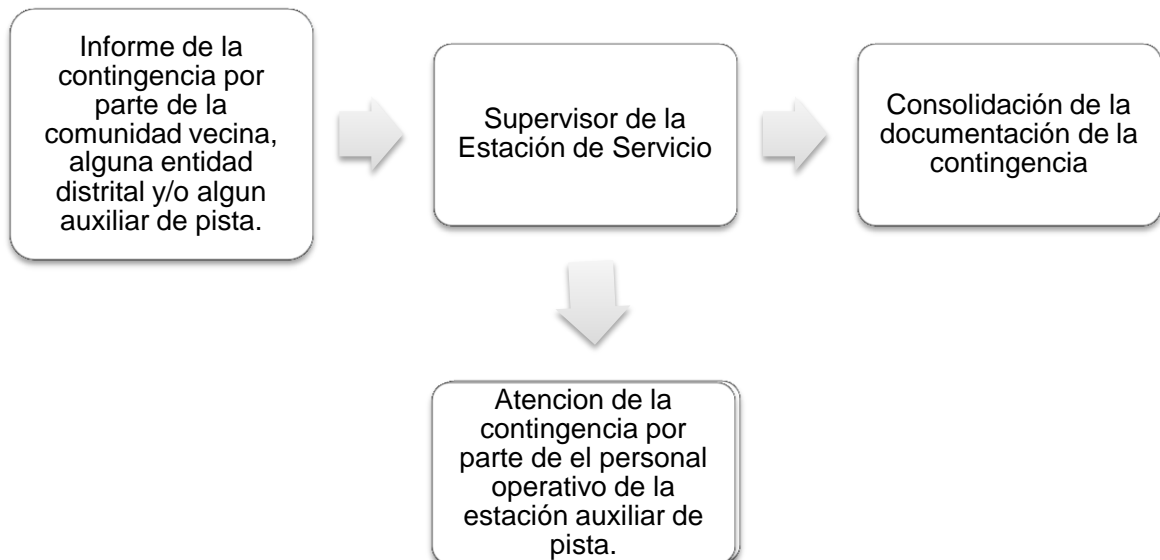 Informe de la
contingencia por
parte de la
comunidad vecina,
alguna entidad
distrital y/o algun
auxiliar de pista.
Supervisor de la
Estación de Servicio
Consolidación de la
documentación de la
contingencia
Atencion de la
contingencia por
parte de el personal
operativo de la
estación auxiliar de
pista.